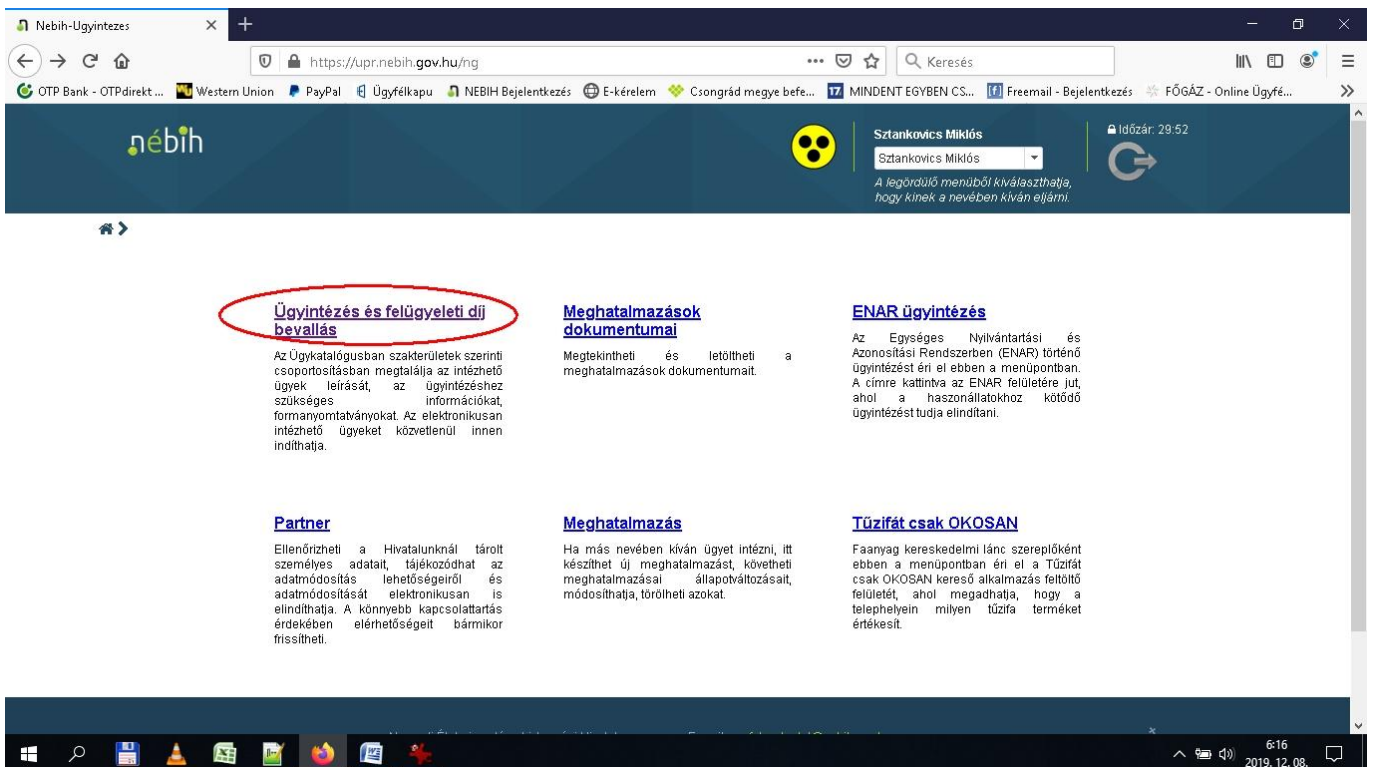 Nebih-Ugyintezes
https://upr.nebih.gov.hu/ng
Keresés
OTP Bank - OTPdirekt ... Western Union PayPal Ügyfélkapu NEBIH Bejelentkezés E-kérelem Csongrád megye befe... MINDENT EGYBEN CS... Freemail - Bejelentkezés FŐGÁZ - Online Ügyfé...
nébih
Sztankovics Miklós
Sztankovics Miklós
A legördülő menüből kiválaszthatja,
hogy kinek a nevében kíván eljárni.
Időzár: 29:52
Ügyintézés és felügyeleti díj
bevallás
Az Ügykatalógusban szakterületek szerinti
csoportosításban megtalálja az intézhető
ügyek leírását, az ügyintézéshez
szükséges információkat,
formanyomtatványokat. Az elektronikusan
intézhető ügyeket közvetlenül innen
indíthatja.
Meghatalmazások
dokumentumai
Megtekintheti és letöltheti a
meghatalmazások dokumentumait.
ENAR ügyintézés
Az Egységes Nyilvántartási és
Azonosítási Rendszerben (ENAR) történő
ügyintézést éri el ebben a menüpontban.
A címre kattintva az ENAR felületére jut,
ahol a haszonállatokhoz kötődő
ügyintézést tudja elindítani.
Partner
Ellenőrizheti a Hivatalunknál tárolt
személyes adatait, tájékozódhat az
adatmódosítás lehetőségeiről és
adatmódosítását elektronikusan is
elindíthatja. A könnyebb kapcsolattartás
érdekében elérhetőségeit bármikor
frissítheti.
Meghatalmazás
Ha más nevében kíván ügyet intézni, itt
készíthet új meghatalmazást, követheti
meghatalmazásai állapotváltozásait,
módosíthatja, törölheti azokat.
Tűzifát csak OKOSAN
Faanyag kereskedelmi lánc szereplőként
ebben a menüpontban éri el a Tűzifát
csak OKOSAN kereső alkalmazás feltöltő
felületét, ahol megadhatja, hogy a
telephelyein milyen tűzifa terméket
értékesít.
6:16
2019. 12. 08.